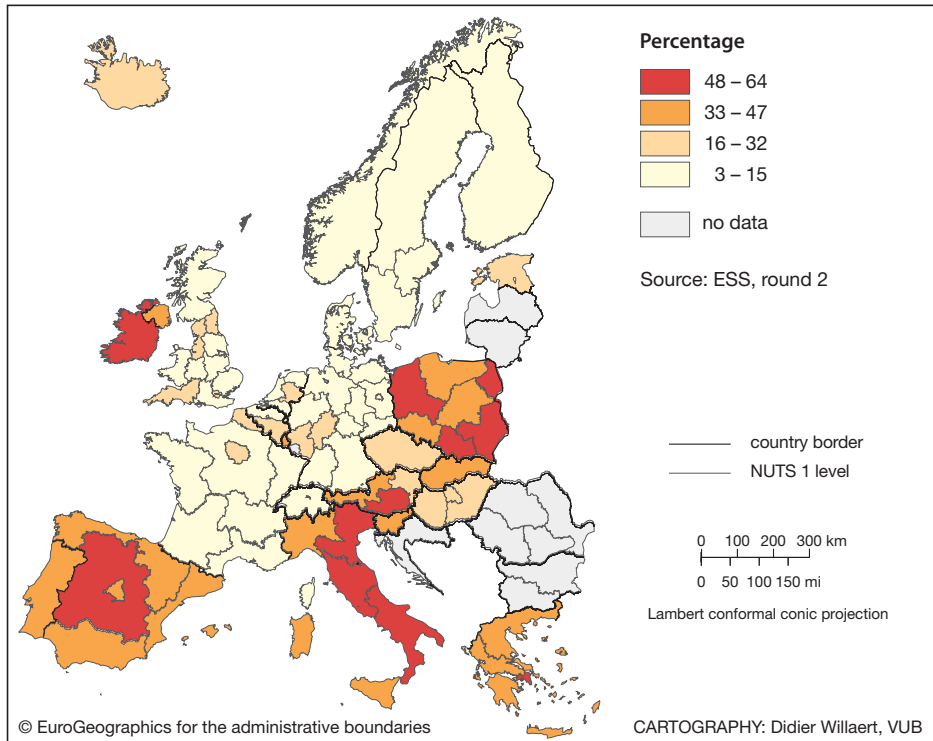 Percentage
48 – 64
33 – 47
16 – 32
3 – 15
no data
Source: ESS, round 2
country border
NUTS 1 level
0 100 200 300 km
0 50 100 150 mi
Lambert conformal conic projection
© EuroGeographics for the administrative boundaries
CARTOGRAPHY: Didier Willaert, VUB